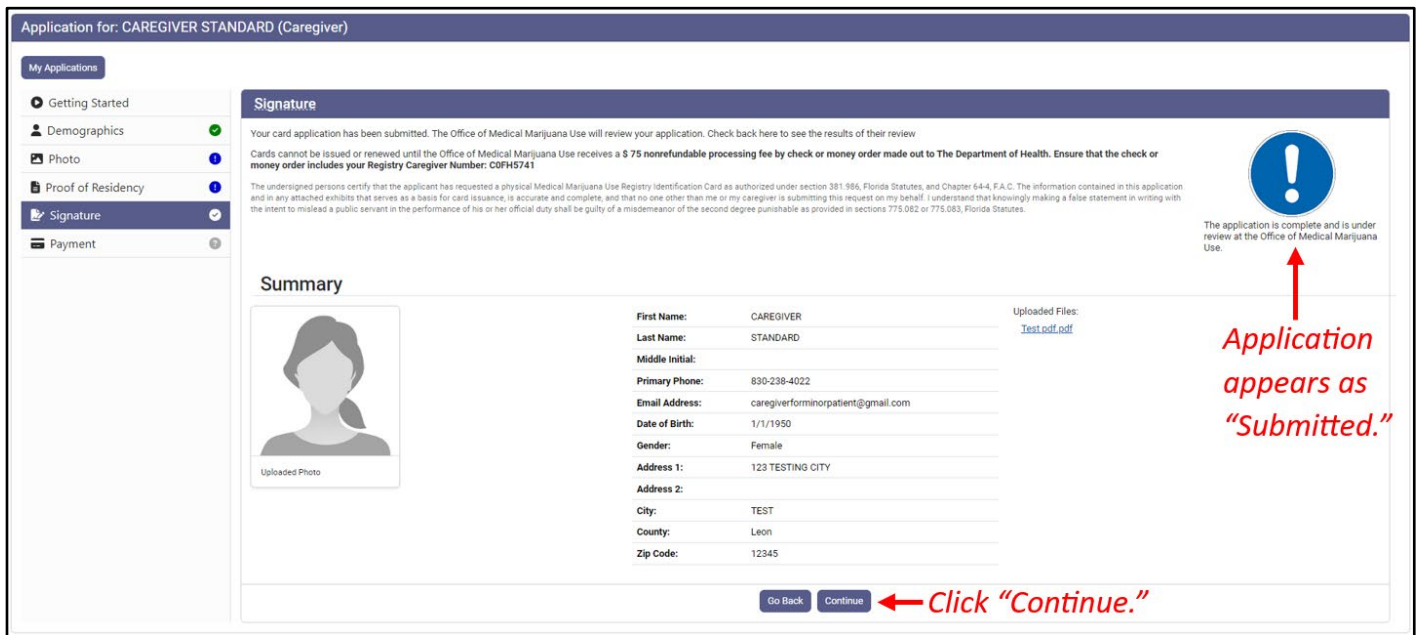 Application for: CAREGIVER STANDARD (Caregiver)
My Applications
Getting Started
Demographics
Photo
Proof of Residency
Signature
Payment
Signature
Your card application has been submitted. The Office of Medical Marijuana Use will review your application. Check back here to see the results of their review
Cards cannot be issued or renewed until the Office of Medical Marijuana Use receives a $ 75 nonrefundable processing fee by check or money order made out to The Department of Health. Ensure that the check or
money order includes your Registry Caregiver Number: C0FH5741
The undersigned persons certify that the applicant has requested a physical Medical Marijuana Use Registry Identification Card as authorized under section 381.986, Florida Statutes, and Chapter 64-4, F.A.C. The information contained in this application
and in any attached exhibits that serves as a basis for card issuance, is accurate and complete, and that no one other than me or my caregiver is submitting this request on my behalf. I understand that knowingly making a false statement in writing with
the intent to mislead a public servant in the performance of his or her official duty shall be guilty of a misdemeanor of the second degree punishable as provided in sections 775.082 or 775.083, Florida Statutes.
The application is complete and is under
review at the Office of Medical Marijuana
Use.
Summary
Uploaded Photo
First Name: CAREGIVER
Last Name: STANDARD
Middle Initial:
Primary Phone: 830-238-4022
Email Address: caregiverforminorpatient@gmail.com
Date of Birth: 1/1/1950
Gender: Female
Address 1: 123 TESTING CITY
Address 2:
City: TEST
County: Leon
Zip Code: 12345
Uploaded Files:
Test pdf.pdf
Application
appears as
“Submitted.”
Go Back
Continue
Click “Continue.”